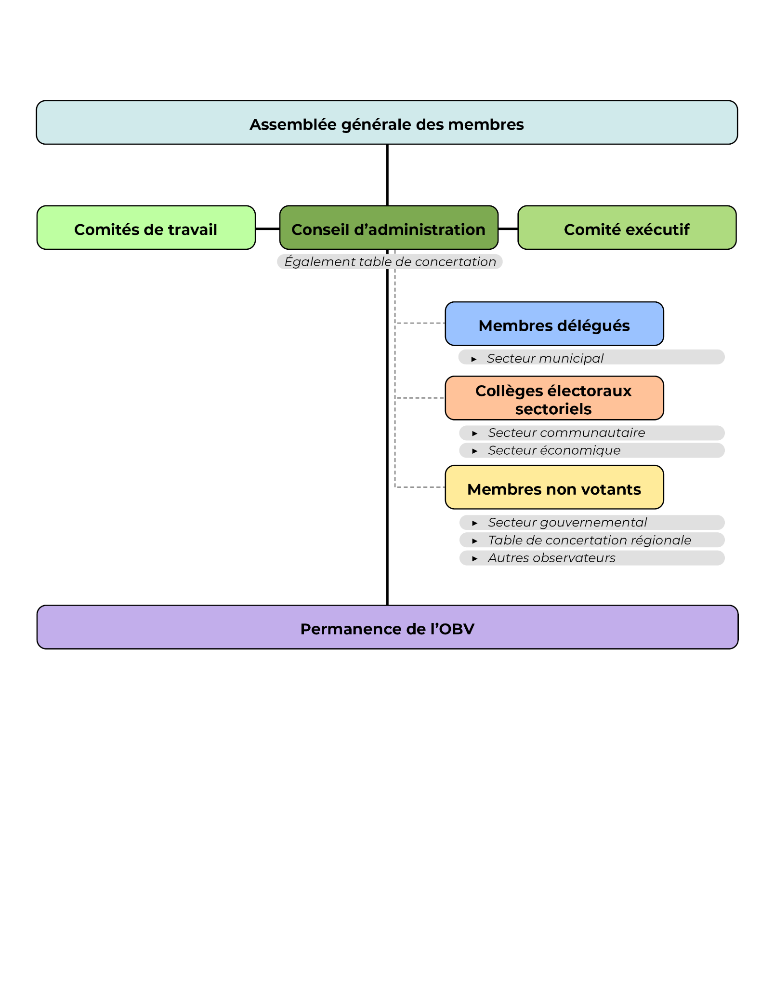 Assemblée générale des membres
Comités de travail
Conseil d’administration
Comité exécutif
Également table de concertation
Membres délégués
▸ Secteur municipal
Collèges électoraux
sectoriels
▸ Secteur communautaire
▸ Secteur économique
Membres non votants
▸ Secteur gouvernemental
▸ Table de concertation régionale
▸ Autres observateurs
Permanence de l’OBV